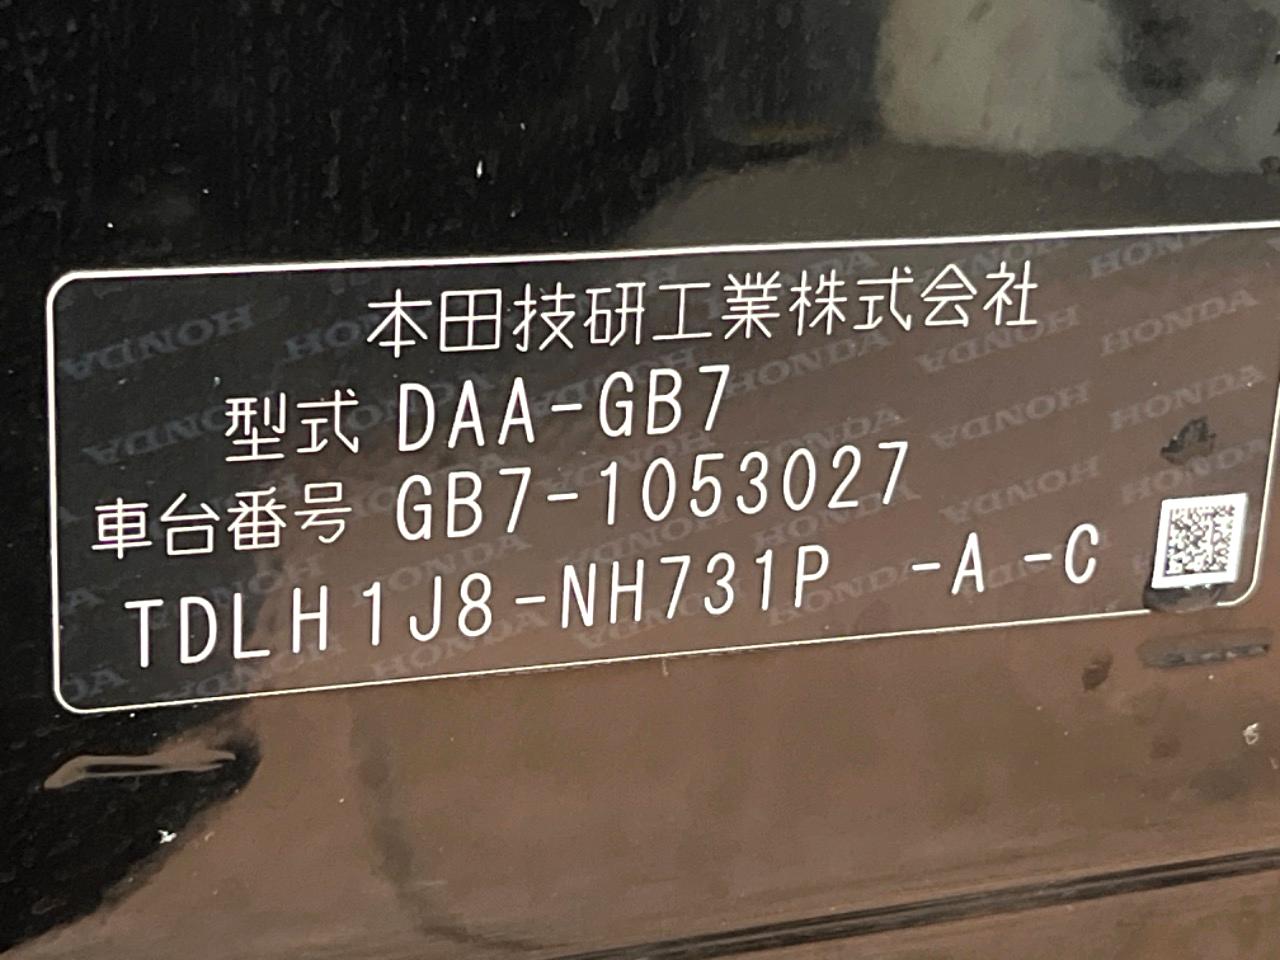 本田技研工業株式会社
型式 DAA-GB7
車台番号 GB7-1053027
TDLH1J8-NH731P -A-C